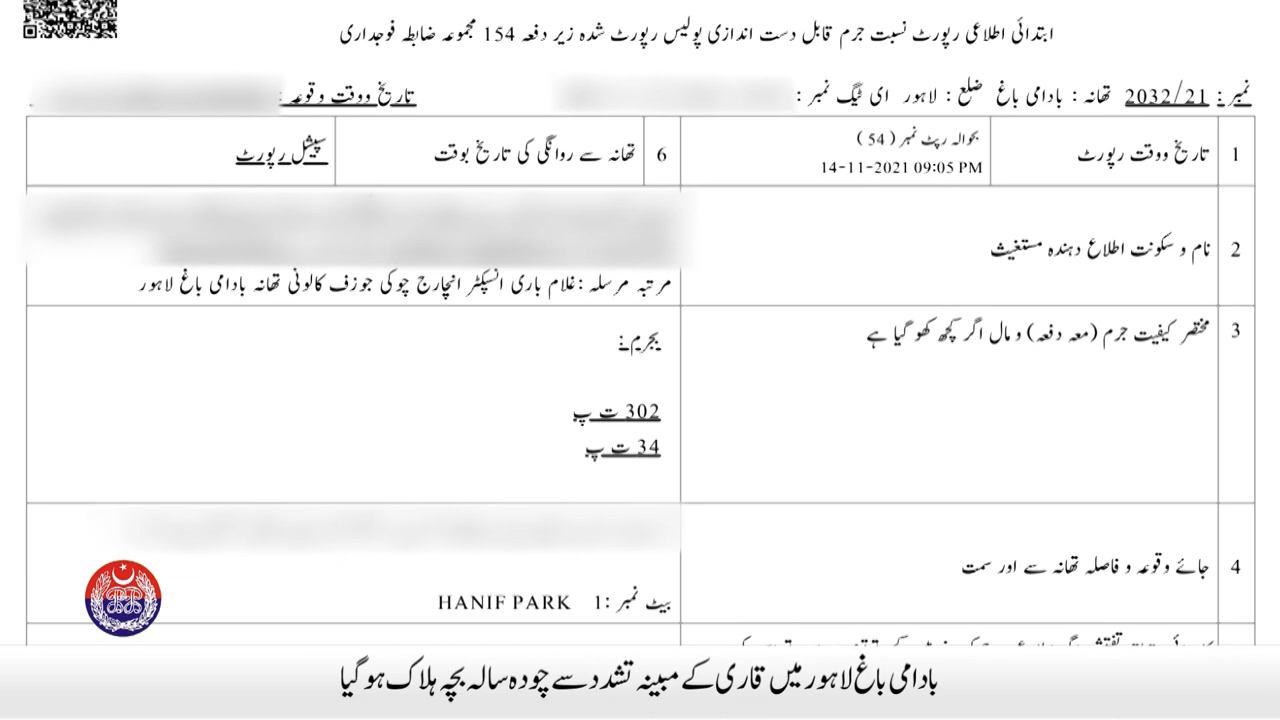 ابتدائی اطلاعی رپورٹ نسبت جرم قابل دست اندازی پولیس رپورٹ شدہ زیر دفعہ 154 مجموعہ ضابطہ فوجداری
نمبر: 2032/21 تھانہ: بادامی باغ ضلع: لاہور ای ٹیگ نمبر:
تاریخ ووقت وقوعہ:
1 تاریخ ووقت رپورٹ
بحوالہ رپٹ نمبر (54)
14-11-2021 09:05 PM
6 تھانہ سے روانگی کی تاریخ بوقت
سپیشل رپورٹ
2 نام و سکونت اطلاع دھندہ مستغیث
مرتبہ مرسلہ: غلام باری انسپکٹر انچارج چوکی جوزف کالونی تھانہ بادامی باغ لاہور
3 مختصر کیفیت جرم (معہ دفعہ) و مال اگر کچھ کھو گیا ہے
بجرم:
302 ت پ
34 ت پ
4 جائے وقوعہ و فاصلہ تھانہ سے اور سمت
بیٹ نمبر: 1 HANIF PARK
بادامی باغ لاہور میں قاری کے مبینہ تشدد سے چودہ سالہ بچہ ہلاک ہو گیا